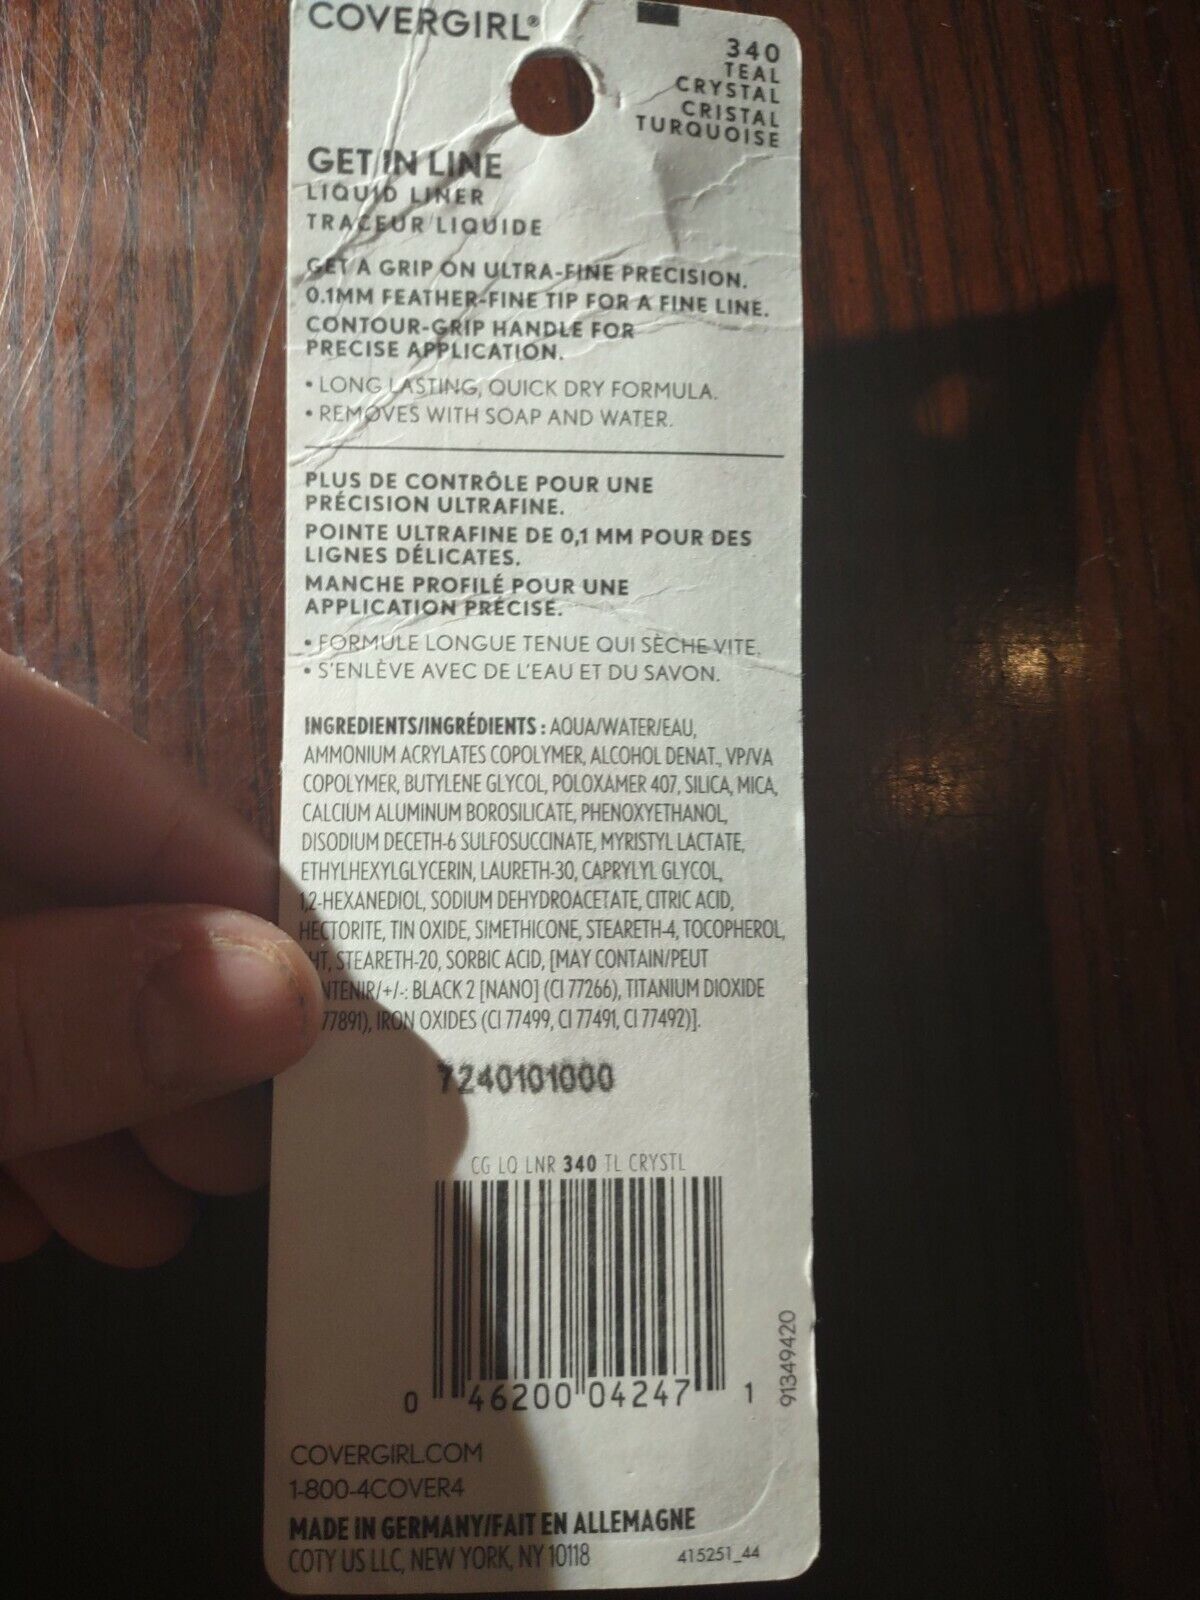 COVERGIRL®
340
TEAL
CRYSTAL
CRISTAL
TURQUOISE
GET IN LINE
LIQUID LINER
TRACEUR LIQUIDE
GET A GRIP ON ULTRA-FINE PRECISION.
0.1MM FEATHER-FINE TIP FOR A FINE LINE.
CONTOUR-GRIP HANDLE FOR
PRECISE APPLICATION.
• LONG LASTING, QUICK DRY FORMULA.
• REMOVES WITH SOAP AND WATER.
PLUS DE CONTRÔLE POUR UNE
PRÉCISION ULTRAFINE.
POINTE ULTRAFINE DE 0,1 MM POUR DES
LIGNES DÉLICATES.
MANCHE PROFILÉ POUR UNE
APPLICATION PRÉCISE.
• FORMULE LONGUE TENUE QUI SÈCHE VITE.
• S'ENLÈVE AVEC DE L'EAU ET DU SAVON.
INGREDIENTS/INGRÉDIENTS : AQUA/WATER/EAU,
AMMONIUM ACRYLATES COPOLYMER, ALCOHOL DENAT., VP/VA
COPOLYMER, BUTYLENE GLYCOL, POLOXAMER 407, SILICA, MICA,
CALCIUM ALUMINUM BOROSILICATE, PHENOXYETHANOL,
DISODIUM DECETH-6 SULFOSUCCINATE, MYRISTYL LACTATE,
ETHYLHEXYLGLYCERIN, LAURETH-30, CAPRYLYL GLYCOL,
1,2-HEXANEDIOL, SODIUM DEHYDROACETATE, CITRIC ACID,
HECTORITE, TIN OXIDE, SIMETHICONE, STEARETH-4, TOCOPHEROL,
HT, STEARETH-20, SORBIC ACID, [MAY CONTAIN/PEUT
NTENIR/+/-: BLACK 2 [NANO] (CI 77266), TITANIUM DIOXIDE
77891), IRON OXIDES (CI 77499, CI 77491, CI 77492)].
7240101000
CG LQ LNR 340 TL CRYSTL
0 46200 04247 1
91349420
COVERGIRL.COM
1-800-4COVER4
MADE IN GERMANY/FAIT EN ALLEMAGNE
COTY US LLC, NEW YORK, NY 10118
415251_44